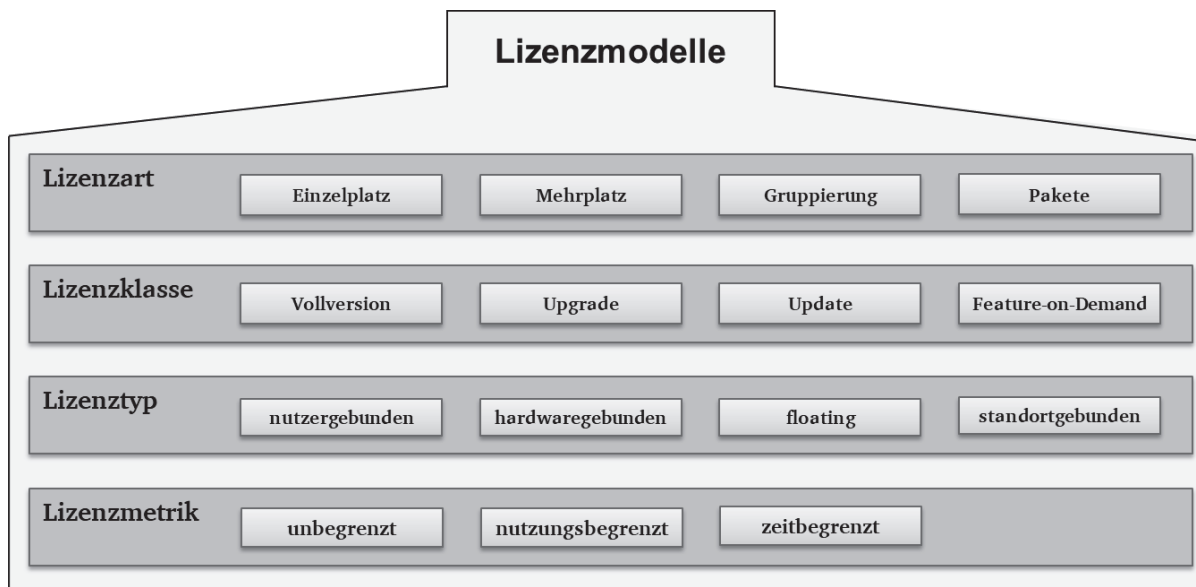 Lizenzmodelle
Lizenzart
Einzelplatz
Mehrplatz
Gruppierung
Pakete
Lizenzklasse
Vollversion
Upgrade
Update
Feature-on-Demand
Lizenztyp
nutzergebunden
hardwaregebunden
floating
standortgebunden
Lizenzmetrik
unbegrenzt
nutzungsbegrenzt
zeitbegrenzt